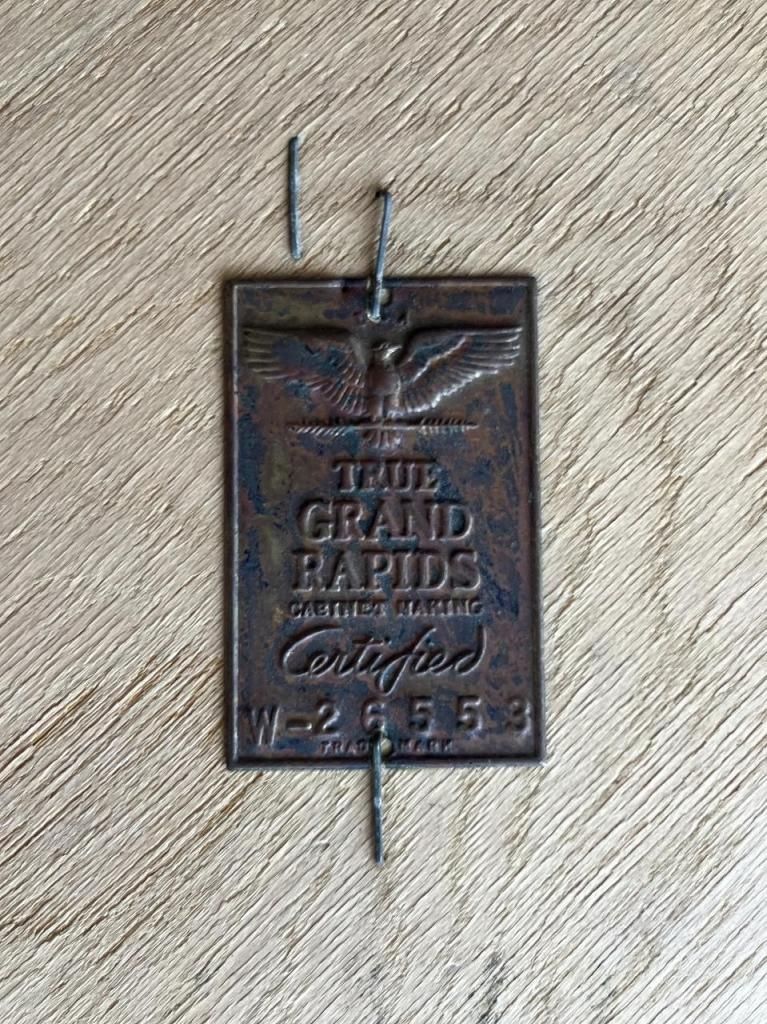 TRUE
GRAND
RAPIDS
CABINET MAKING
Certified
W-26553
TRADE MARK